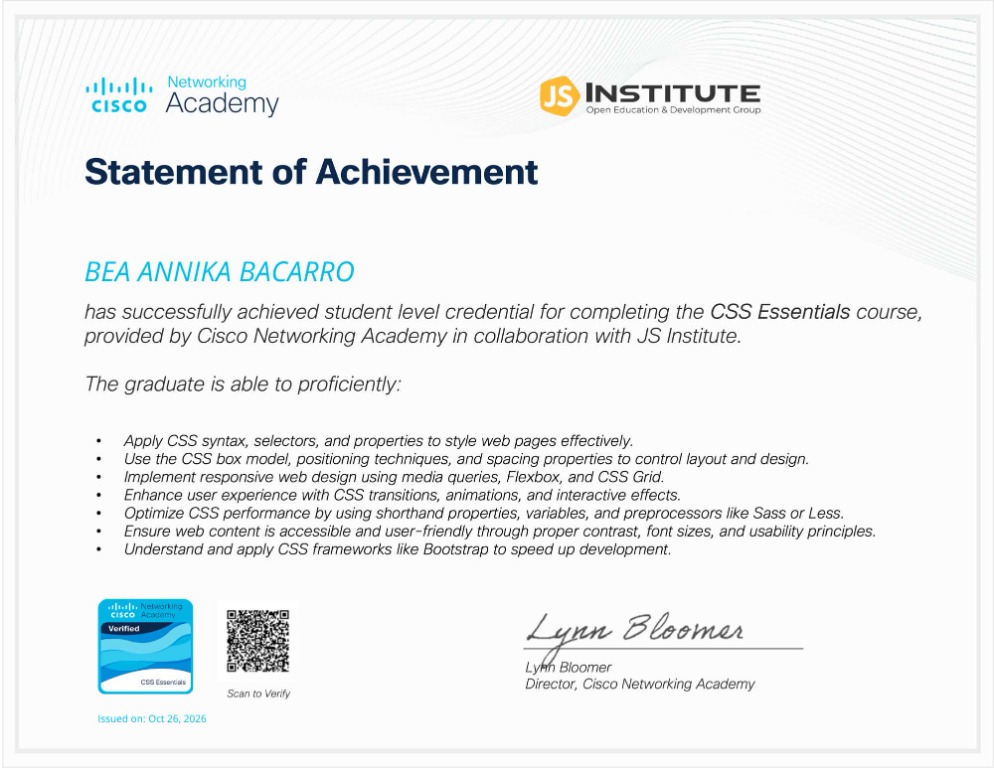 Networking
CISCO Academy
JS INSTITUTE
Open Education & Development Group
Statement of Achievement
BEA ANNIKA BACARRO
has successfully achieved student level credential for completing the CSS Essentials course,
provided by Cisco Networking Academy in collaboration with JS Institute.
The graduate is able to proficiently:
• Apply CSS syntax, selectors, and properties to style web pages effectively.
• Use the CSS box model, positioning techniques, and spacing properties to control layout and design.
• Implement responsive web design using media queries, Flexbox, and CSS Grid.
• Enhance user experience with CSS transitions, animations, and interactive effects.
• Optimize CSS performance by using shorthand properties, variables, and preprocessors like Sass or Less.
• Ensure web content is accessible and user-friendly through proper contrast, font sizes, and usability principles.
• Understand and apply CSS frameworks like Bootstrap to speed up development.
Networking
CISCO Academy
Verified
CSS Essentials
Scan to Verify
Issued on: Oct 26, 2026
Lynn Bloomer
Lynn Bloomer
Director, Cisco Networking Academy